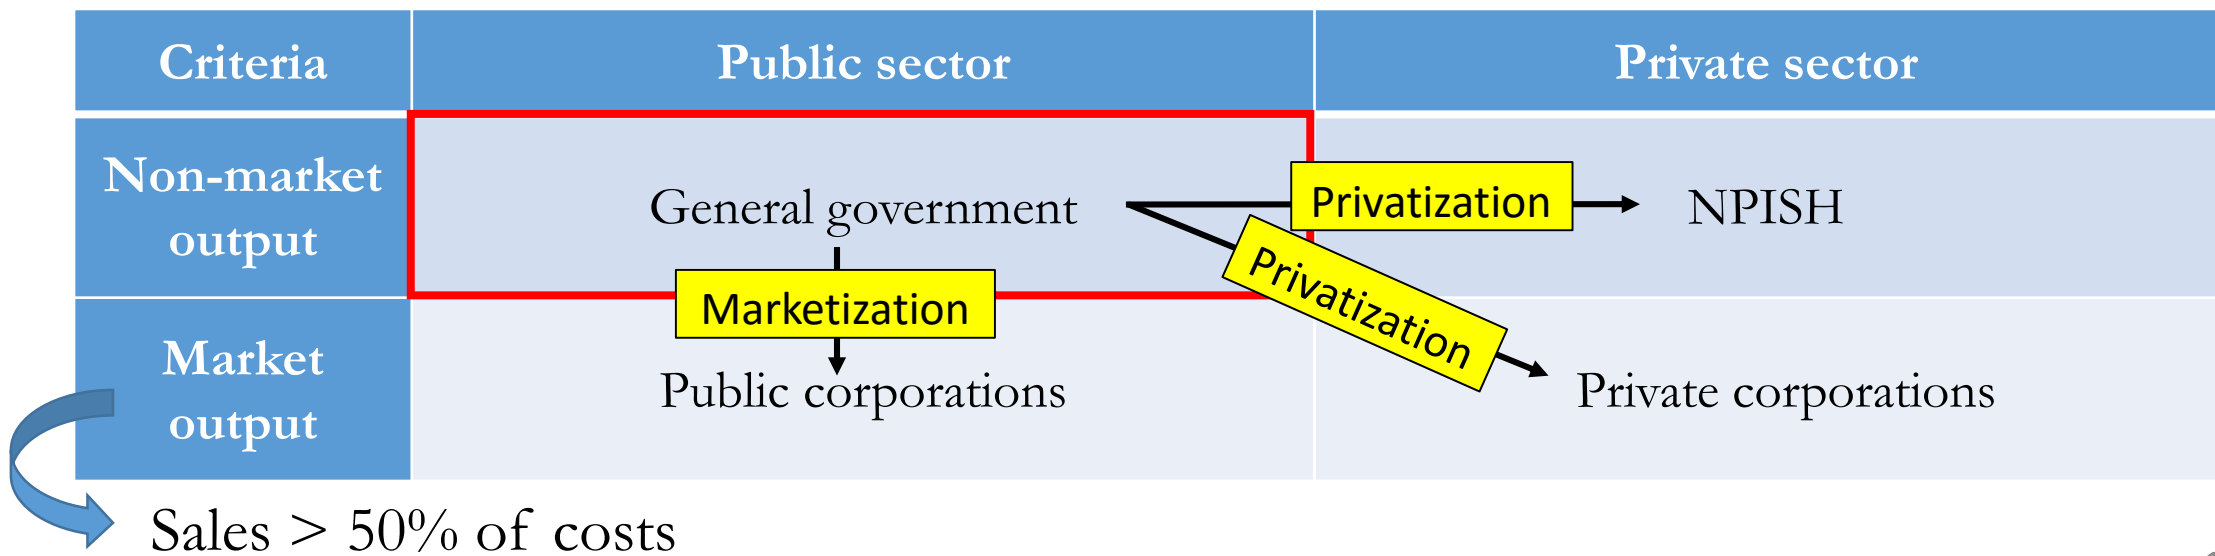 Criteria
Public sector
Private sector
Non-market
output
General government
Privatization
NPISH
Privatization
Marketization
Market
output
Public corporations
Private corporations
Sales > 50% of costs